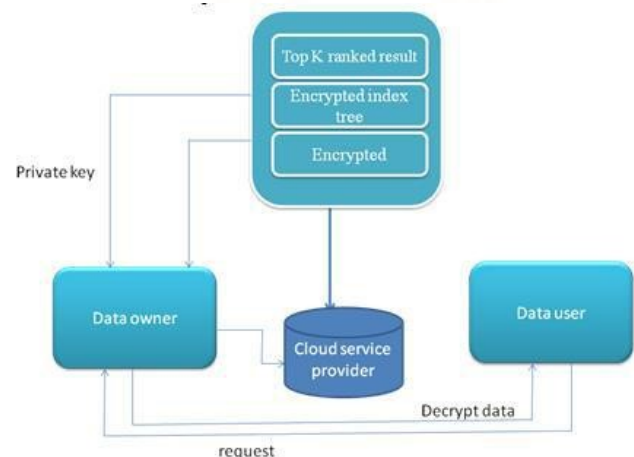 Top K ranked result
Encrypted index
tree
Encrypted
Private key
Data owner
Cloud service
provider
Data user
Decrypt data
request